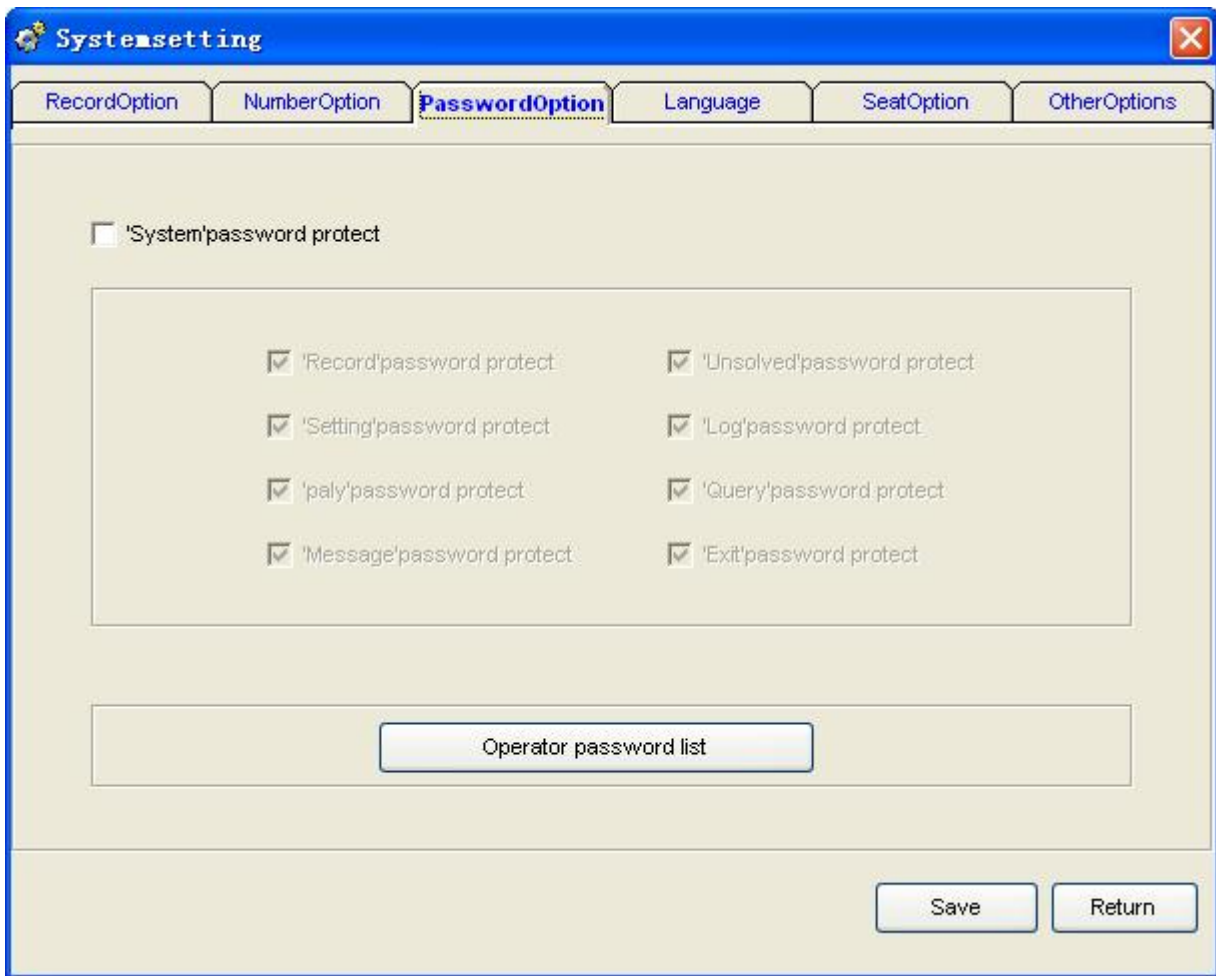 Systemsetting
RecordOption NumberOption PasswordOption Language SeatOption OtherOptions
'System'password protect
'Record'password protect 'Unsolved'password protect
'Setting'password protect 'Log'password protect
'paly'password protect 'Query'password protect
'Message'password protect 'Exit'password protect
Operator password list
Save Return